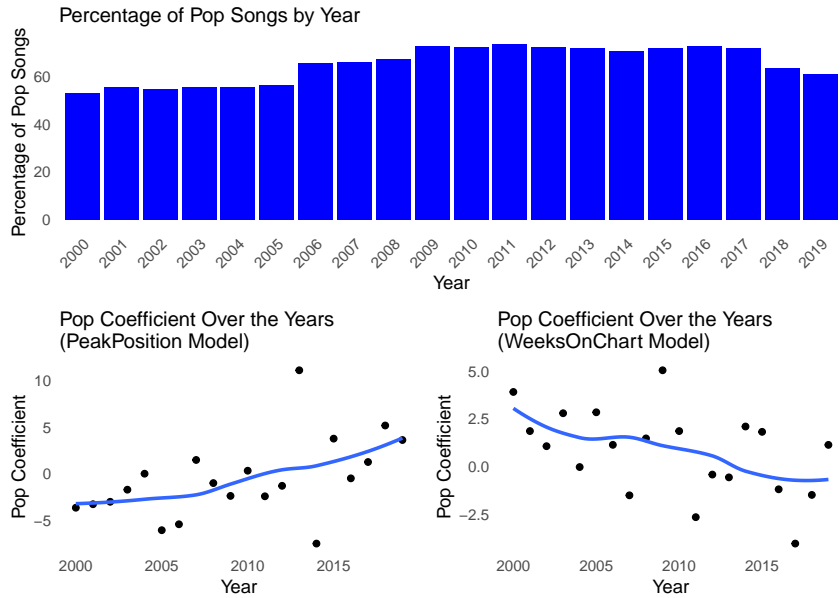 Percentage of Pop Songs by Year
Percentage of Pop Songs
60
40
20
0
2000 2001 2002 2003 2004 2005 2006 2007 2008 2009 2010 2011 2012 2013 2014 2015 2016 2017 2018 2019
Year
Pop Coefficient Over the Years
(PeakPosition Model)
Pop Coefficient
10
5
0
−5
2000 2005 2010 2015
Year
Pop Coefficient Over the Years
(WeeksOnChart Model)
Pop Coefficient
5.0
2.5
0.0
−2.5
2000 2005 2010 2015
Year